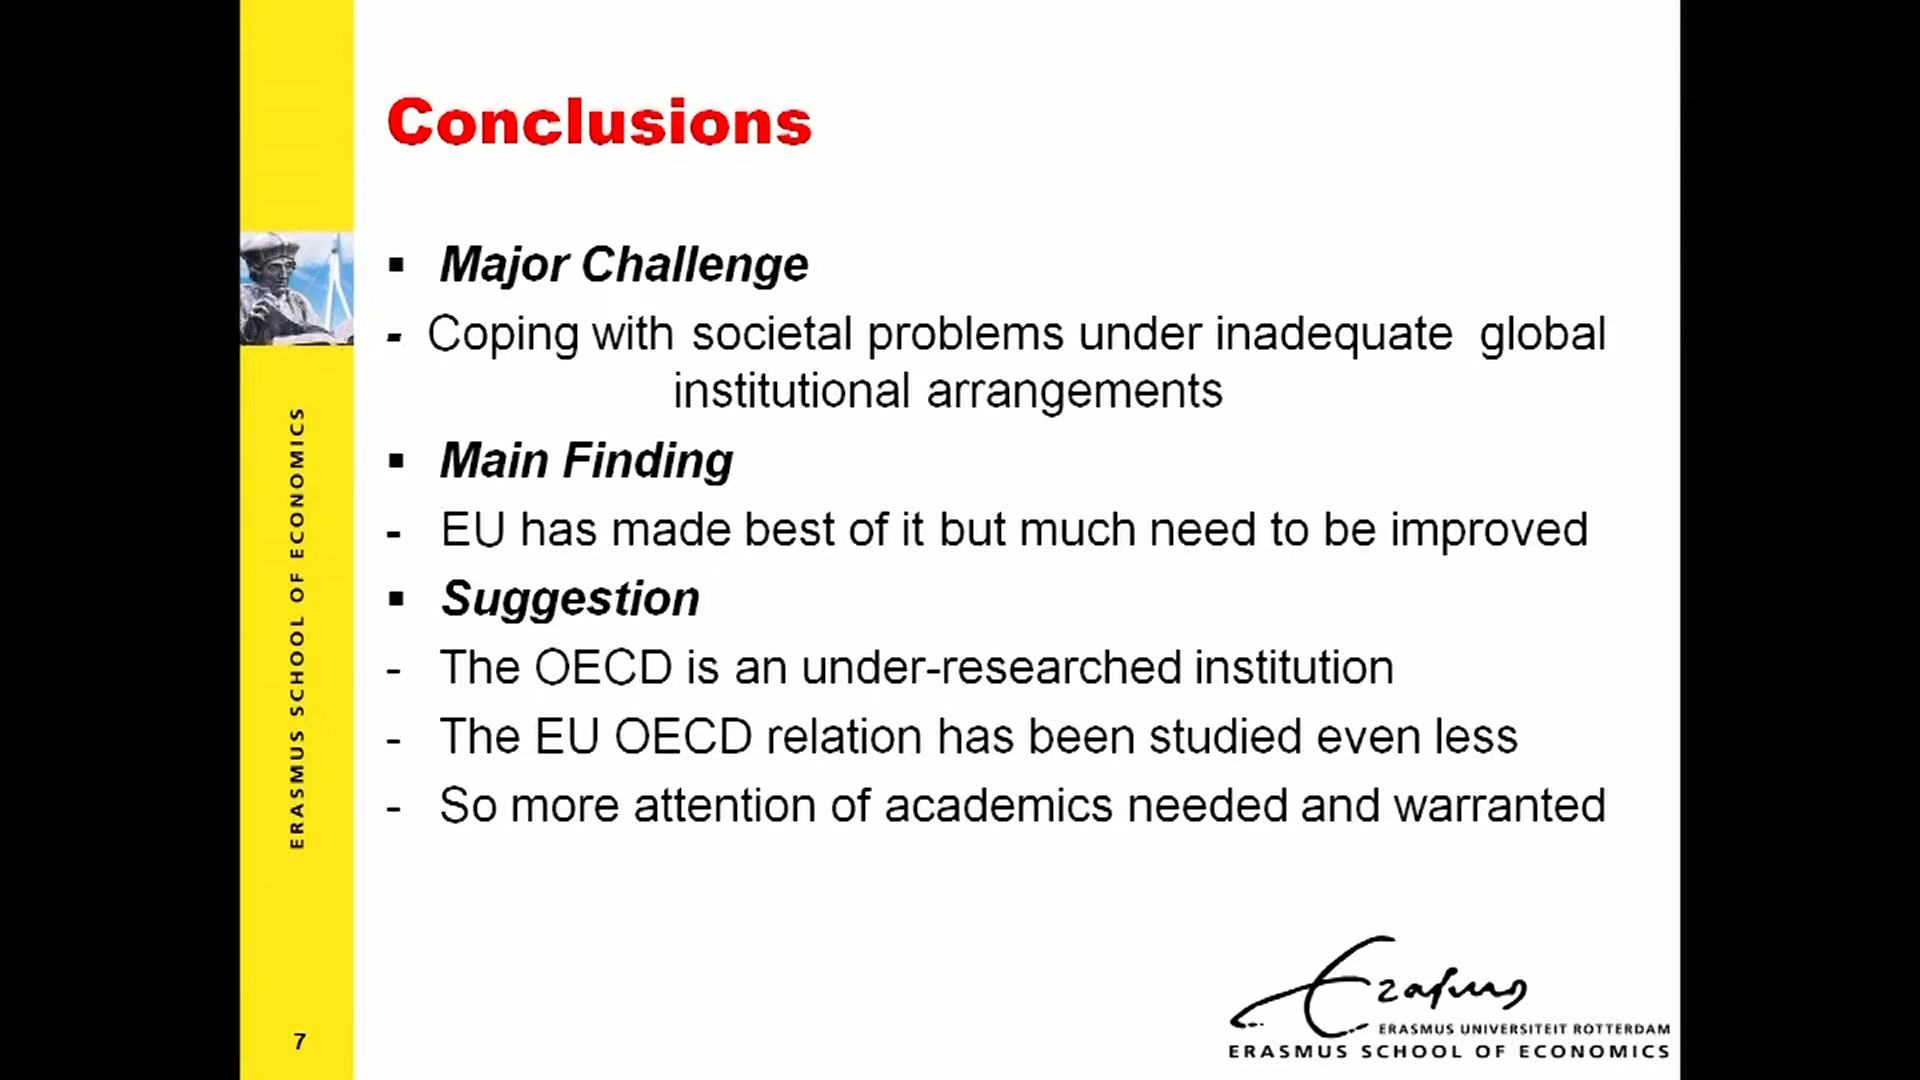 Conclusions
▪ Major Challenge
- Coping with societal problems under inadequate global
institutional arrangements
▪ Main Finding
- EU has made best of it but much need to be improved
▪ Suggestion
- The OECD is an under-researched institution
- The EU OECD relation has been studied even less
- So more attention of academics needed and warranted
ERASMUS SCHOOL OF ECONOMICS
7
Erasmus
ERASMUS UNIVERSITEIT ROTTERDAM
ERASMUS SCHOOL OF ECONOMICS